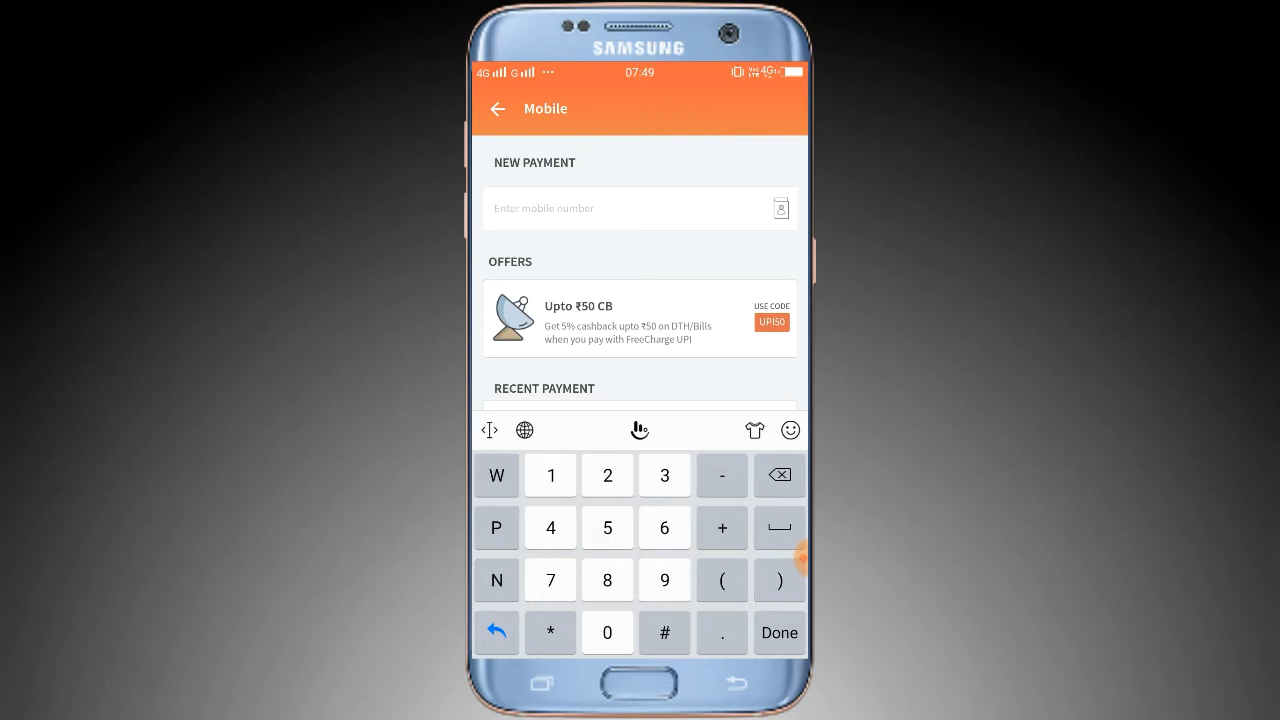 SAMSUNG
4G G ... 07:49 4G
Mobile
NEW PAYMENT
Enter mobile number
OFFERS
Upto ₹50 CB
USE CODE
Get 5% cashback upto ₹50 on DTH/Bills
UPI50
when you pay with FreeCharge UPI
RECENT PAYMENT
W 1 2 3 -
P 4 5 6 +
N 7 8 9 ( )
* 0 # . Done